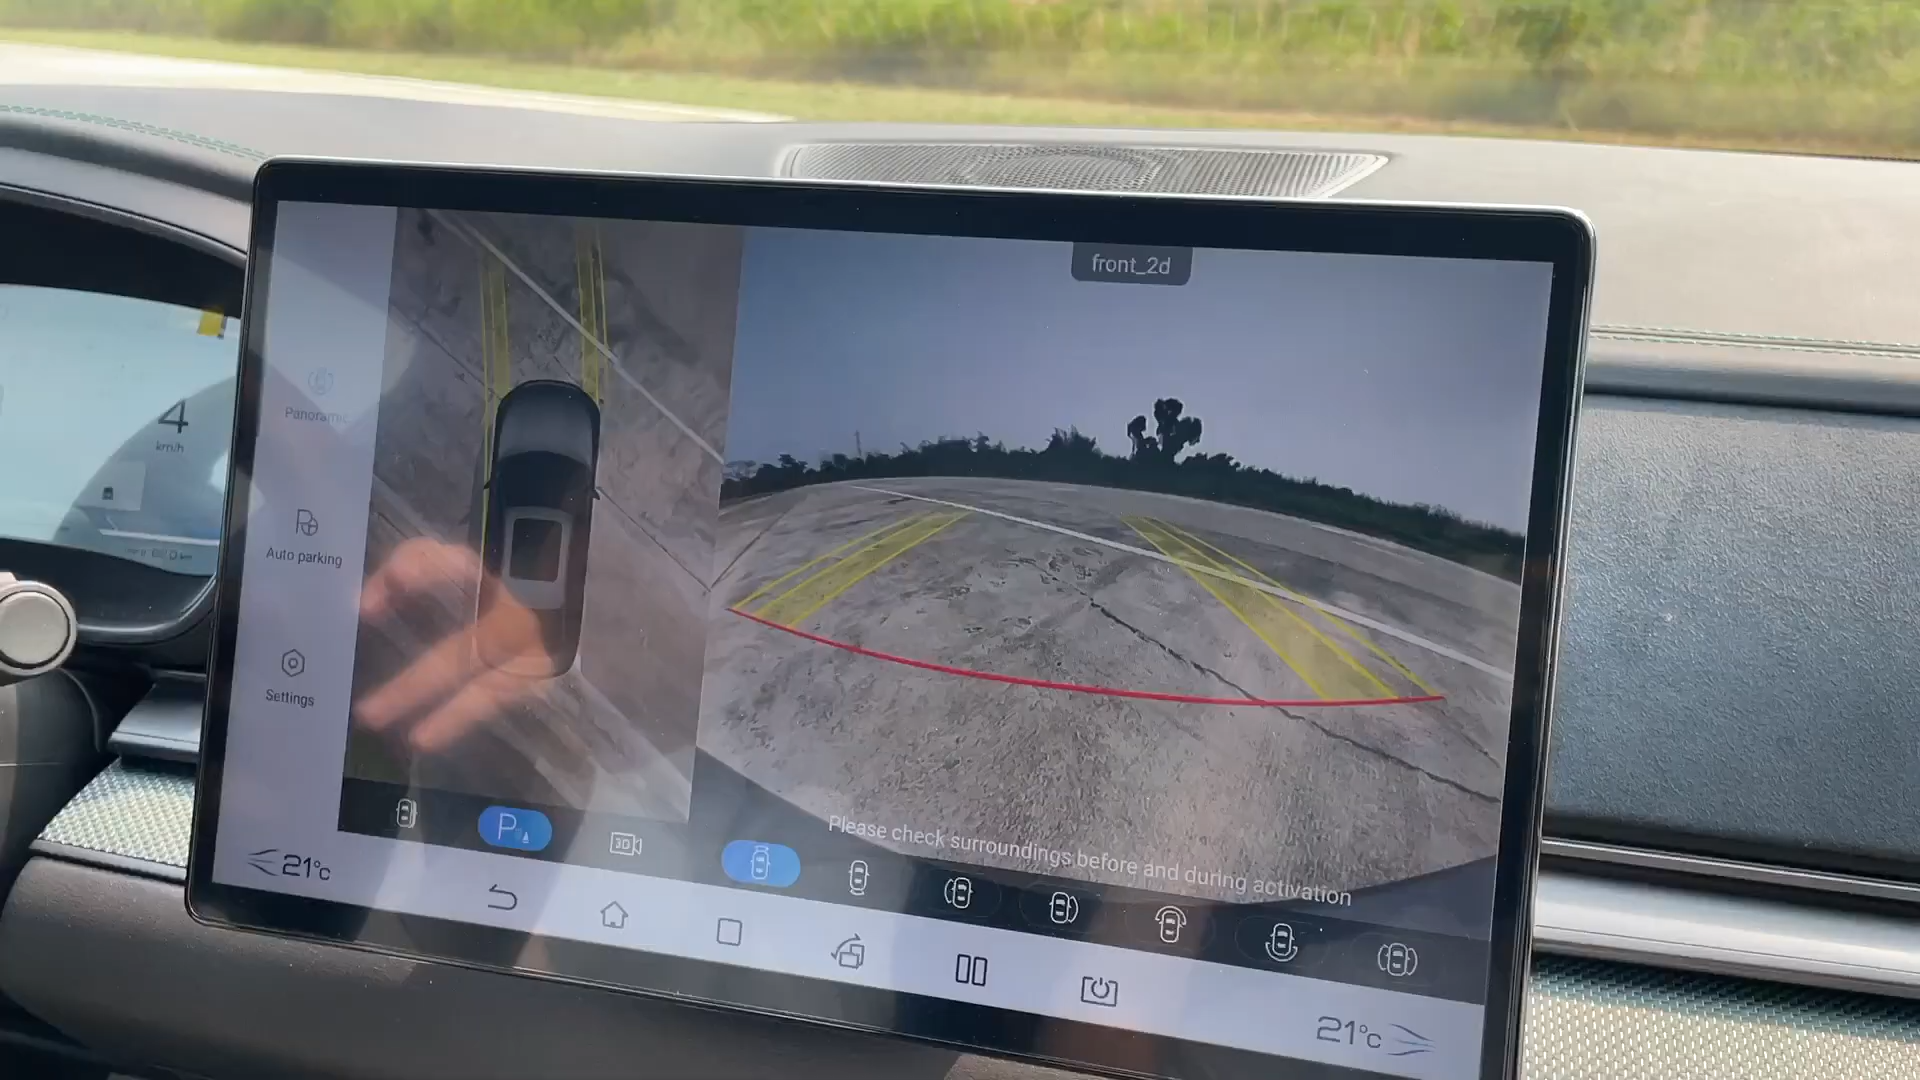 front_2d
Panoramic
4
km/h
Auto parking
Settings
P
3D
Please check surroundings before and during activation
21°c
21°c